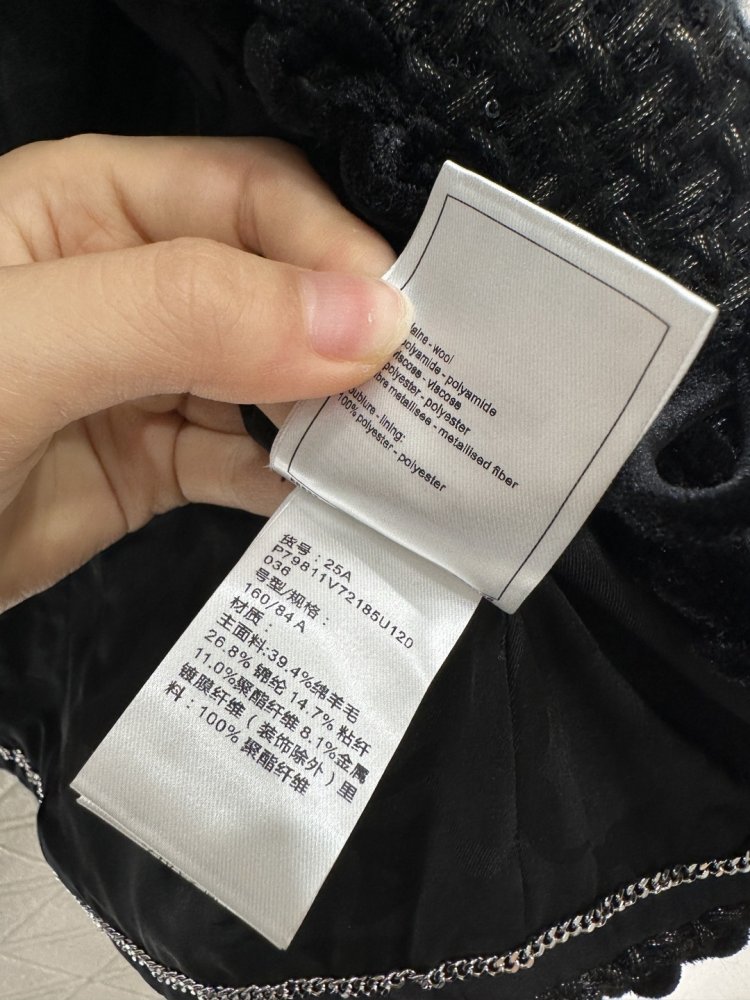 - wool
polyamide - polyamide
viscose - viscose
polyester - polyester
fibre metallisee - metallised fiber
doublure - lining:
100% polyester - polyester
货号：25A
P79811V72185U120
036
号型/规格：
160/84A
材质：
主面料:39.4%绵羊毛
26.8% 锦纶 14.7% 粘纤
11.0%聚酯纤维 8.1%金属
镀膜纤维（装饰除外）里
料：100% 聚酯纤维